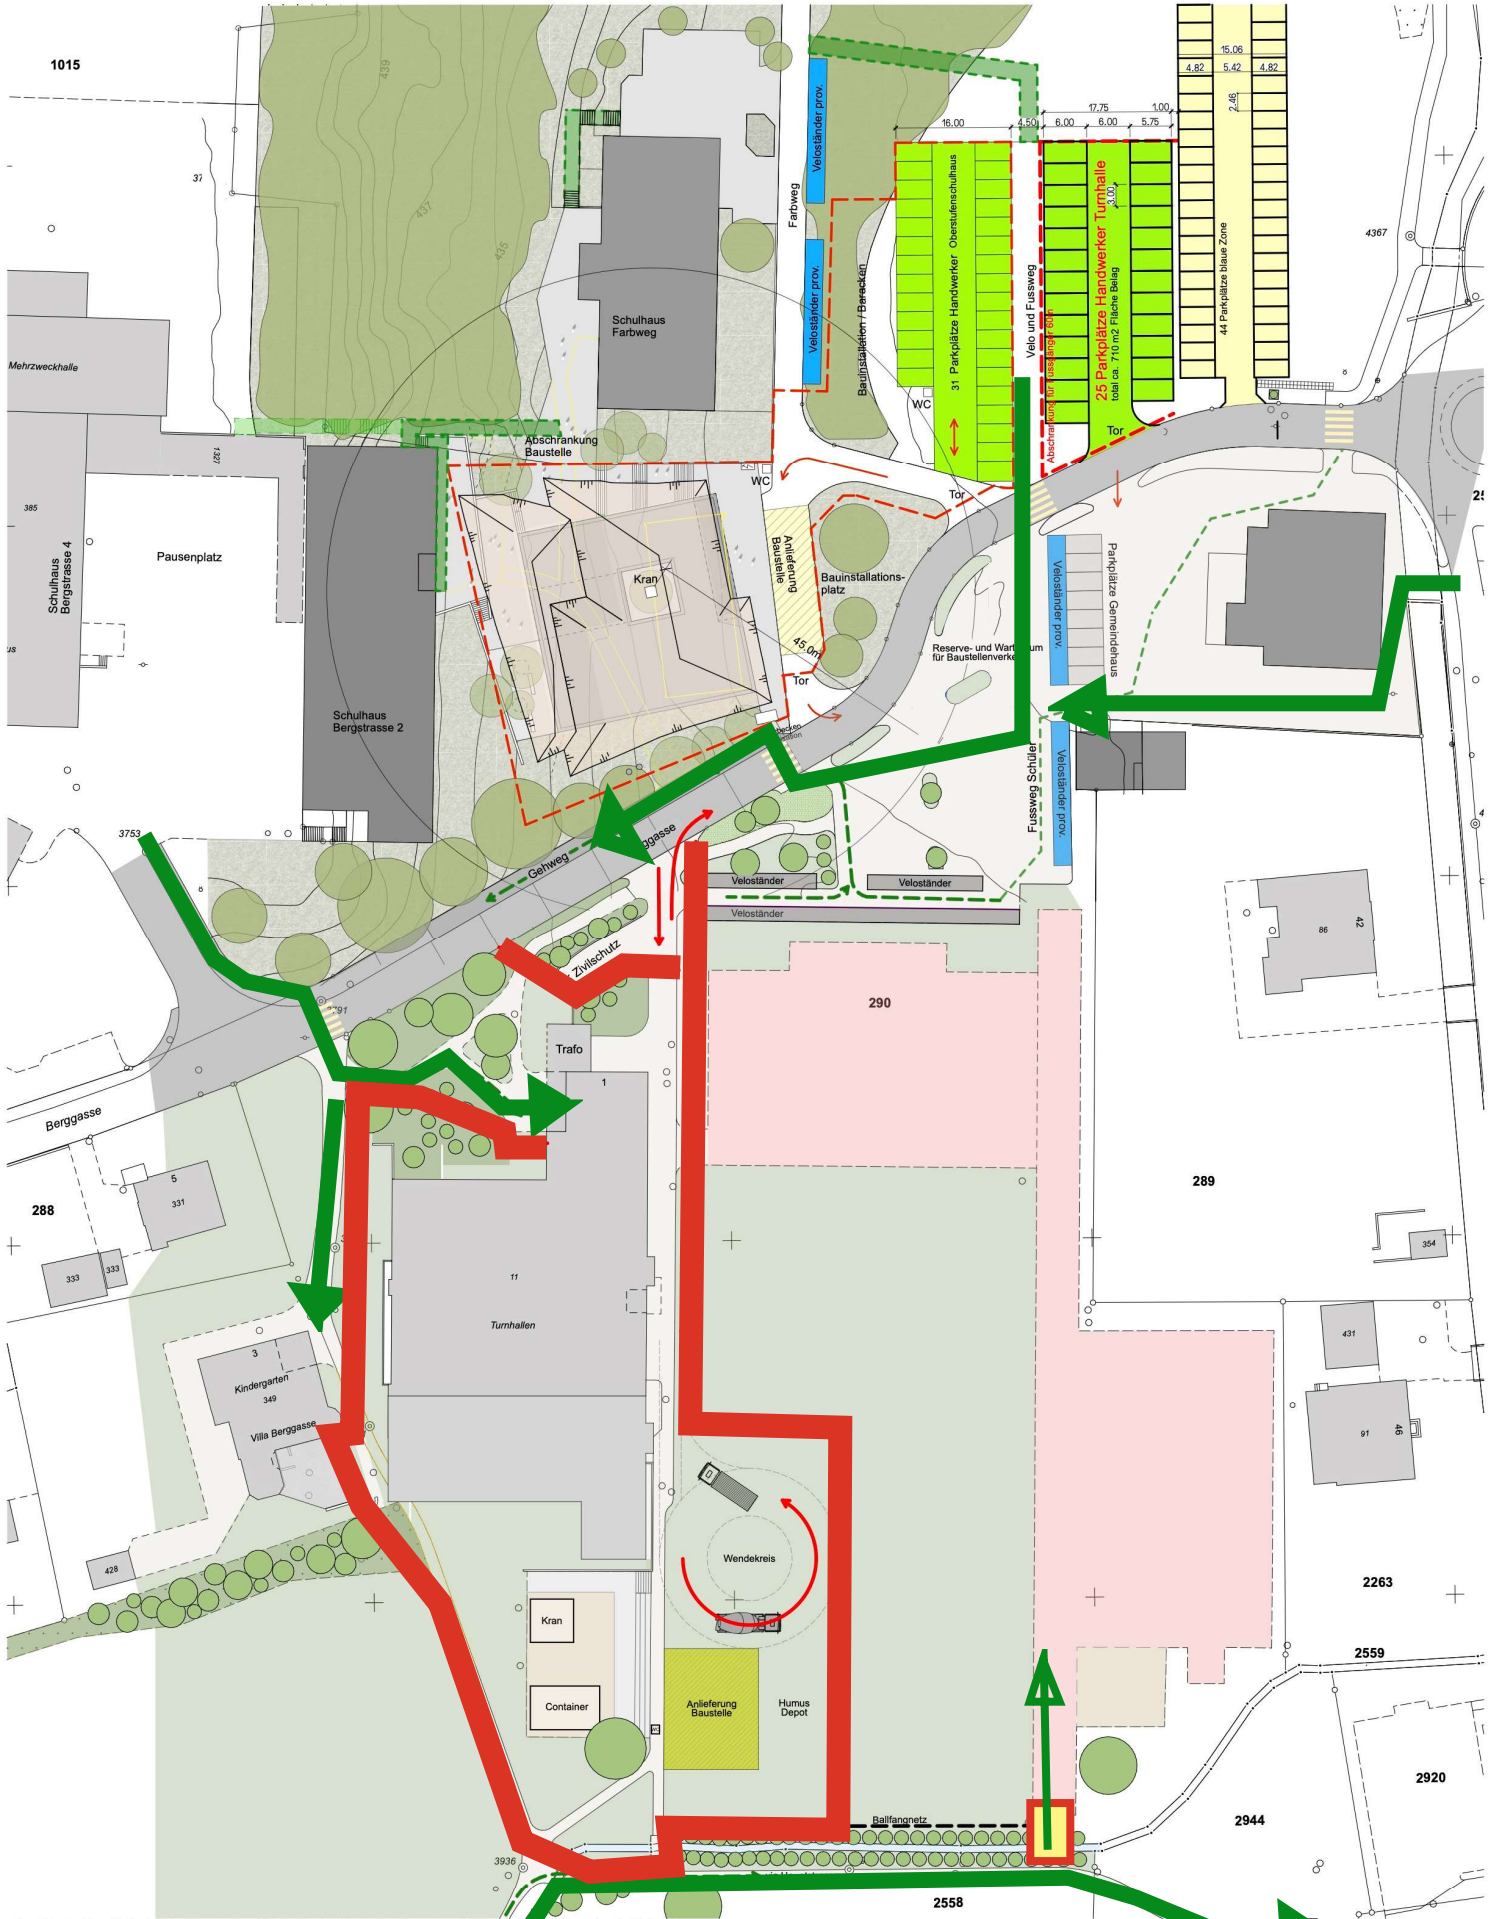 1015
439
37
437
435
15.06
4.82
5.42
4.82
2.46
17.75
1.00
16.00
4.50
6.00
6.00
5.75
3.00
Veloständer prov.
Farbweg
Veloständer prov.
Bauinstallation / Baracken
31 Parkplätze Handwerker Oberstufenschulhaus
Velo und Fussweg
25 Parkplätze Handwerker Turnhalle
total ca. 710 m2 Fläche Belag
44 Parkplätze blaue Zone
4367
Schulhaus
Farbweg
Mehrzweckhalle
WC
Tor
Abschrankung
Baustelle
1327
WC
Tor
385
Schulhaus
Bergstrasse 4
Pausenplatz
Kran
Anlieferung
Baustelle
Bauinstallations-
platz
45.0m
Veloständer prov.
Parkplätze Gemeindehaus
Reserve- und
für Baustellenverke
Tor
Schulhaus
Bergstrasse 2
Fussweg Schüler
Veloständer prov.
3753
Gehweg
Veloständer
Veloständer
Veloständer
Zivilschutz
86
42
290
Trafo
1
Berggasse
5
331
288
333
333
289
354
11
Turnhallen
3
Kindergarten
349
Villa Berggasse
431
91
46
Wendekreis
428
Kran
2263
2559
Container
Anlieferung
Baustelle
Humus
Depot
2920
Ballfangnetz
2944
3936
2558